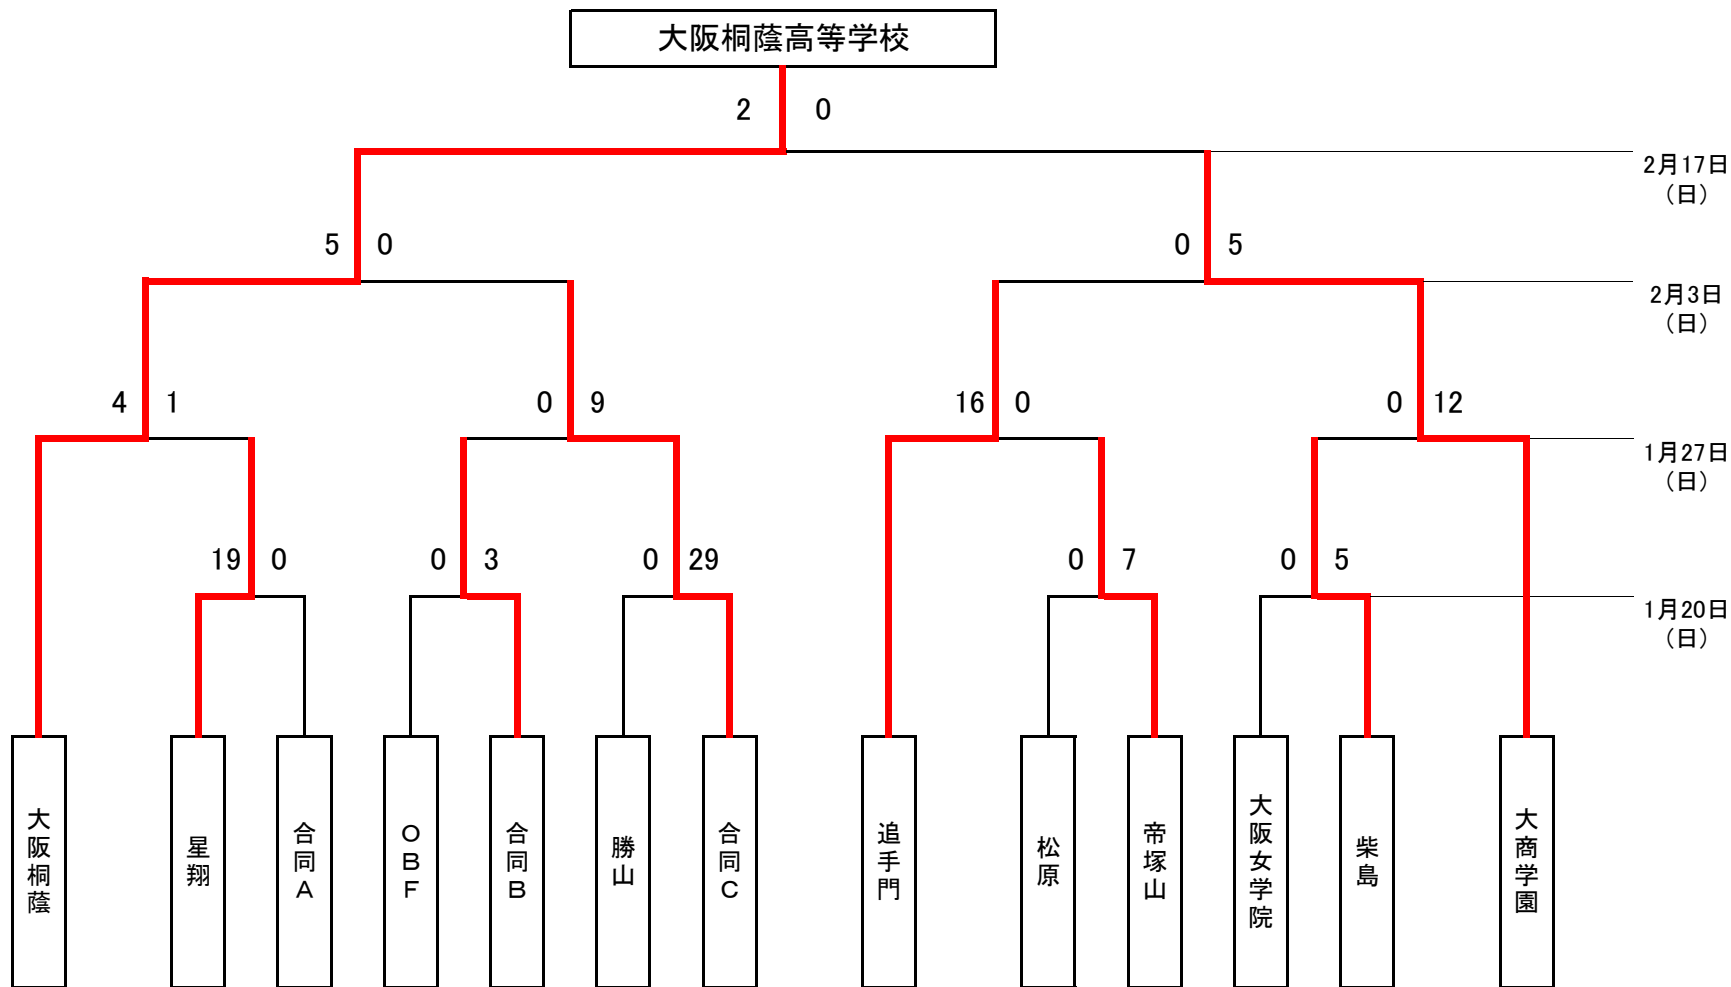 大阪桐蔭高等学校
2 0
2月17日
（日）
5 0 0 5
2月3日
（日）
4 1 0 9 16 0 0 12
1月27日
（日）
19 0 0 3 0 29 0 7 0 5
1月20日
（日）
大阪桐蔭
星翔
合同A
OBF
合同B
勝山
合同C
追手門
松原
帝塚山
大阪女学院
柴島
大商学園